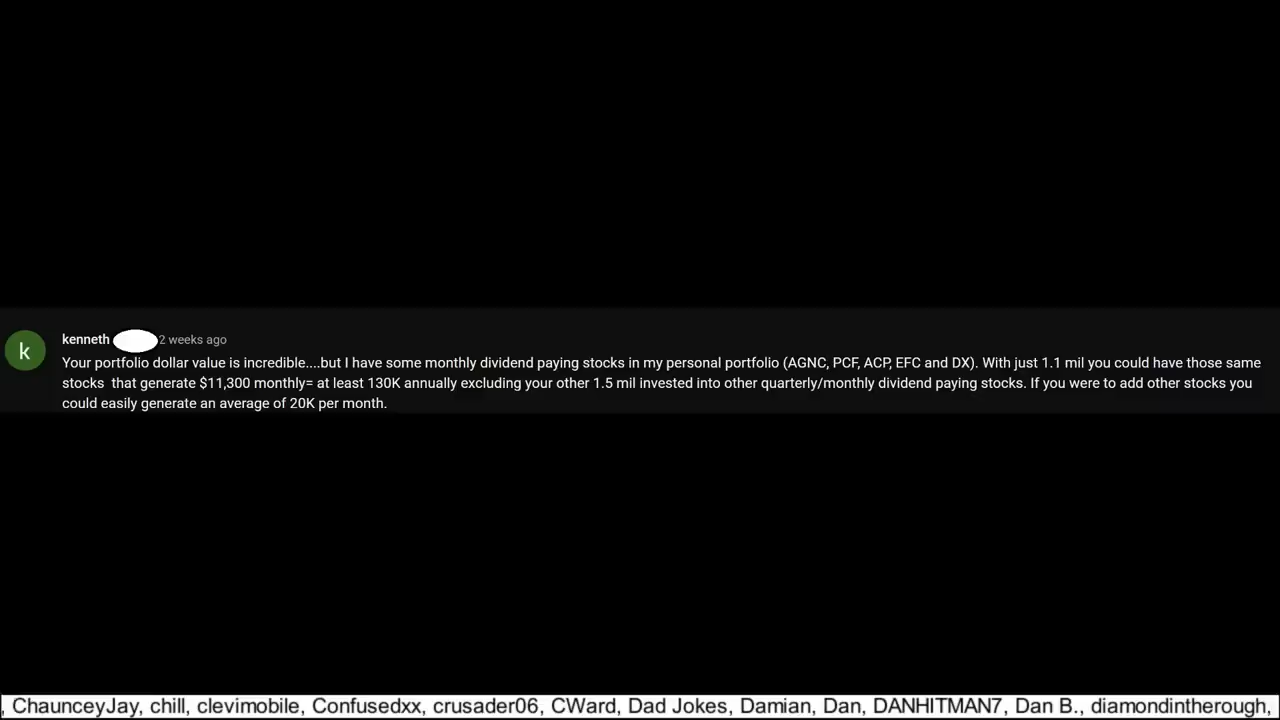 kenneth 2 weeks ago
Your portfolio dollar value is incredible....but I have some monthly dividend paying stocks in my personal portfolio (AGNC, PCF, ACP, EFC and DX). With just 1.1 mil you could have those same
stocks that generate $11,300 monthly= at least 130K annually excluding your other 1.5 mil invested into other quarterly/monthly dividend paying stocks. If you were to add other stocks you
could easily generate an average of 20K per month.
k
, ChaunceyJay, chill, clevimobile, Confusedxx, crusader06, CWard, Dad Jokes, Damian, Dan, DANHITMAN7, Dan B., diamondintherough,